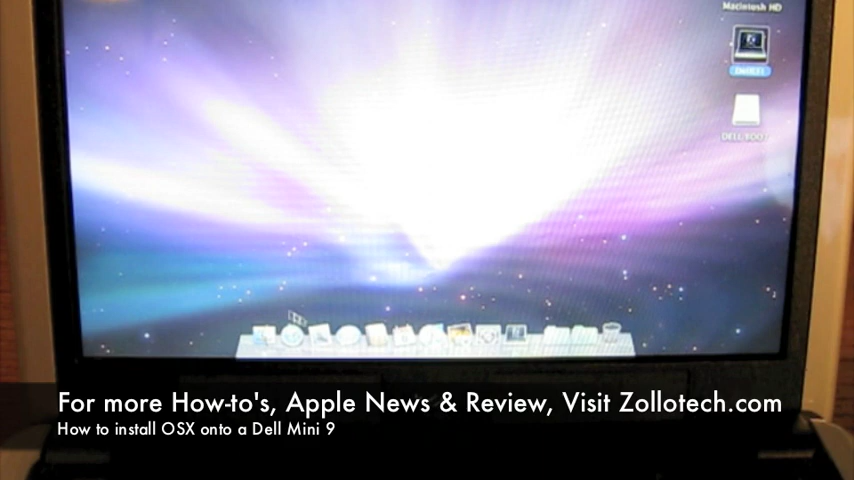 Macintosh HD
DellEFI
DELL BOOT
For more How-to's, Apple News & Review, Visit Zollotech.com
How to install OSX onto a Dell Mini 9